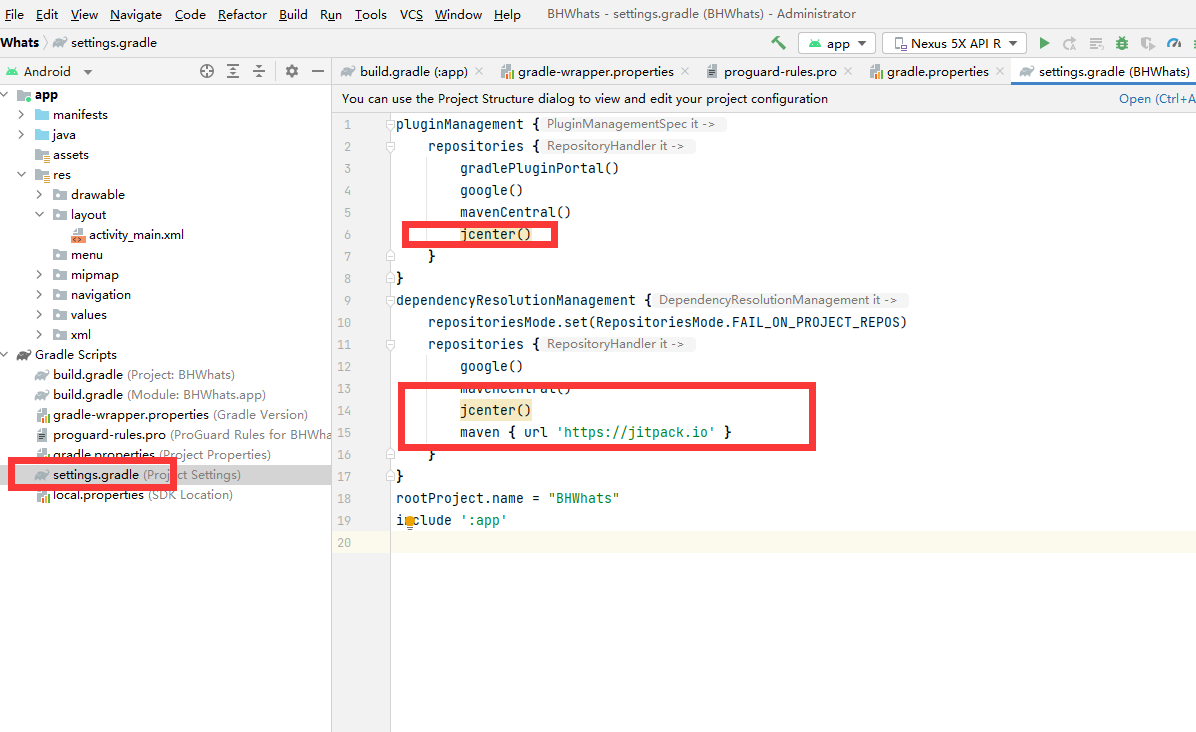 File Edit View Navigate Code Refactor Build Run Tools VCS Window Help BHWhats - settings.gradle (BHWhats) - Administrator
Whats settings.gradle app Nexus 5X API R
Android build.gradle (:app) gradle-wrapper.properties proguard-rules.pro gradle.properties settings.gradle (BHWhats)
You can use the Project Structure dialog to view and edit your project configuration Open (Ctrl+A
app
manifests
java
assets
res
drawable
layout
activity_main.xml
menu
mipmap
navigation
values
xml
Gradle Scripts
build.gradle (Project: BHWhats)
build.gradle (Module: BHWhats.app)
gradle-wrapper.properties (Gradle Version)
proguard-rules.pro (ProGuard Rules for BHWha
gradle.properties (Project Properties)
settings.gradle (Project Settings)
local.properties (SDK Location)
1 pluginManagement { PluginManagementSpec it ->
2 repositories { RepositoryHandler it ->
3 gradlePluginPortal()
4 google()
5 mavenCentral()
6 jcenter()
7 }
8 }
9 dependencyResolutionManagement { DependencyResolutionManagement it ->
10 repositoriesMode.set(RepositoriesMode.FAIL_ON_PROJECT_REPOS)
11 repositories { RepositoryHandler it ->
12 google()
13 mavenCentral()
14 jcenter()
15 maven { url 'https://jitpack.io' }
16 }
17 }
18 rootProject.name = "BHWhats"
19 include ':app'
20